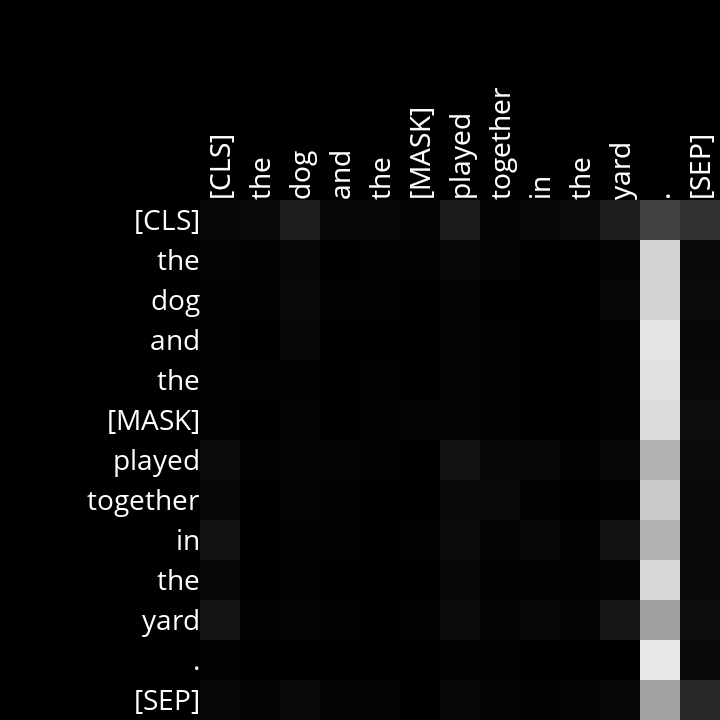 [CLS] the dog and the [MASK] played together in the yard . [SEP]
[CLS]
the
dog
and
the
[MASK]
played
together
in
the
yard
.
[SEP]